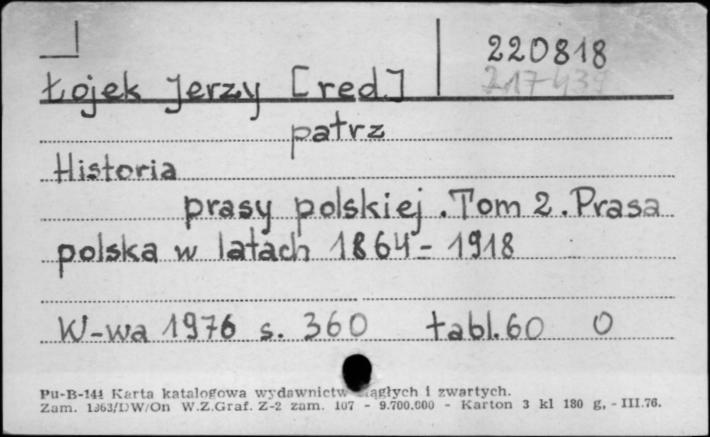 220818
217439
Łojek Jerzy [red.]
patrz
Historia
prasy polskiej. Tom 2. Prasa
polska w latach 1864-1918
W-wa 1976 s. 360 tabl. 60 0
Pu-B-144 Karta katalogowa wydawnictw ciągłych i zwartych.
Zam. 1363/DW/On W.Z.Graf. Z-2 zam. 107 - 9.700.000 - Karton 3 kl 180 g, - III.76.